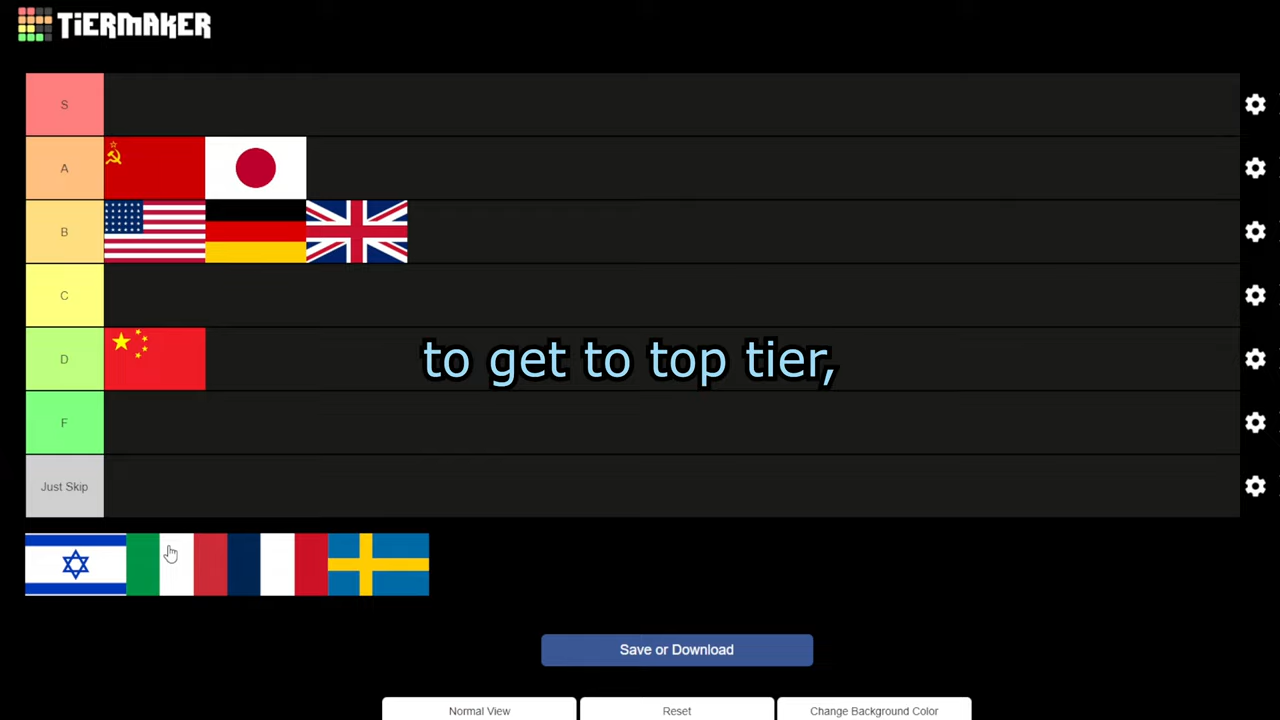 TiERMAKER
S
A
B
C
D
to get to top tier,
F
Just Skip
Save or Download
Normal View
Reset
Change Background Color